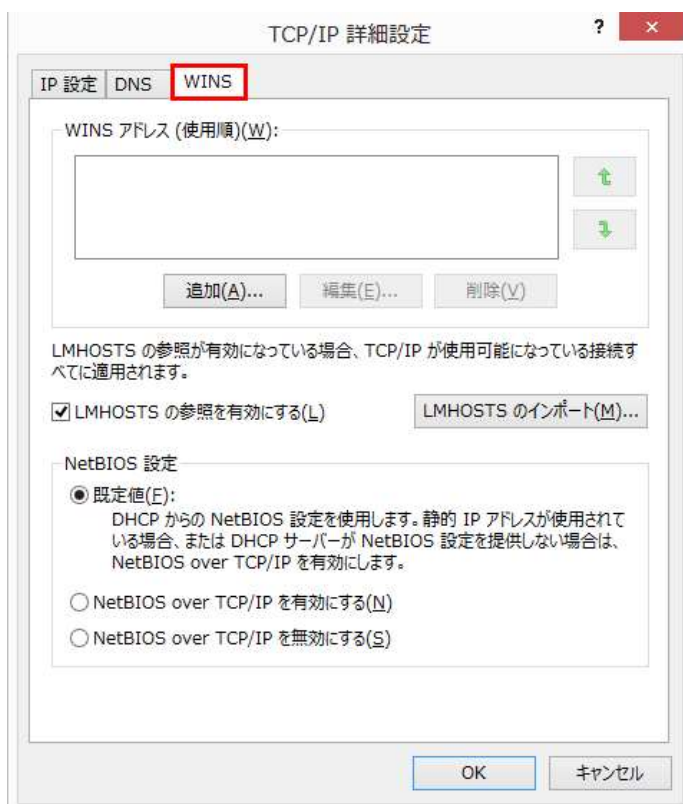 TCP/IP 詳細設定
?
×
IP 設定 DNS WINS
WINS アドレス (使用順)(W):
追加(A)... 編集(E)... 削除(V)
LMHOSTS の参照が有効になっている場合、TCP/IP が使用可能になっている接続す
べてに適用されます。
LMHOSTS の参照を有効にする(L) LMHOSTS のインポート(M)...
NetBIOS 設定
既定値(F):
DHCP からの NetBIOS 設定を使用します。静的 IP アドレスが使用されて
いる場合、または DHCP サーバーが NetBIOS 設定を提供しない場合は、
NetBIOS over TCP/IP を有効にします。
NetBIOS over TCP/IP を有効にする(N)
NetBIOS over TCP/IP を無効にする(S)
OK キャンセル